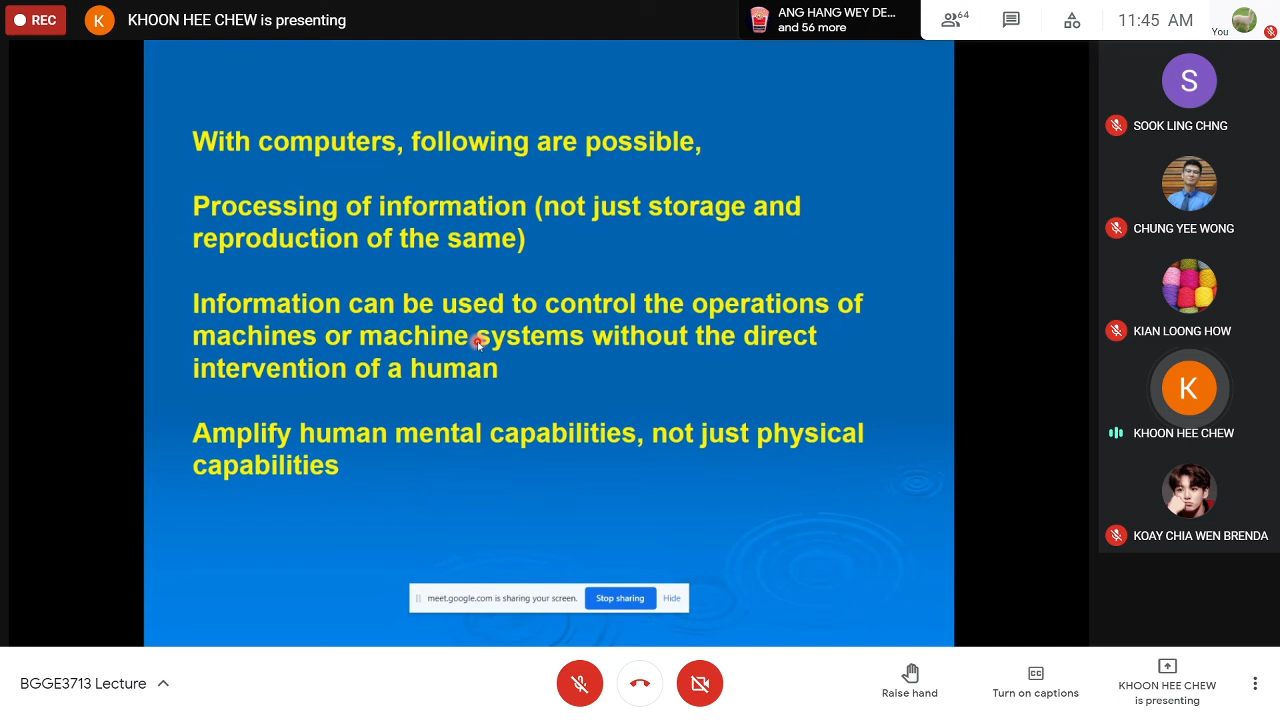 REC
K
KHOON HEE CHEW is presenting
ANG HANG WEY DE...
and 56 more
64
11:45 AM
You
With computers, following are possible,
Processing of information (not just storage and
reproduction of the same)
Information can be used to control the operations of
machines or machine systems without the direct
intervention of a human
Amplify human mental capabilities, not just physical
capabilities
meet.google.com is sharing your screen.
Stop sharing
Hide
S
SOOK LING CHNG
CHUNG YEE WONG
KIAN LOONG HOW
K
KHOON HEE CHEW
KOAY CHIA WEN BRENDA
BGGE3713 Lecture
Raise hand
CC
Turn on captions
KHOON HEE CHEW
is presenting